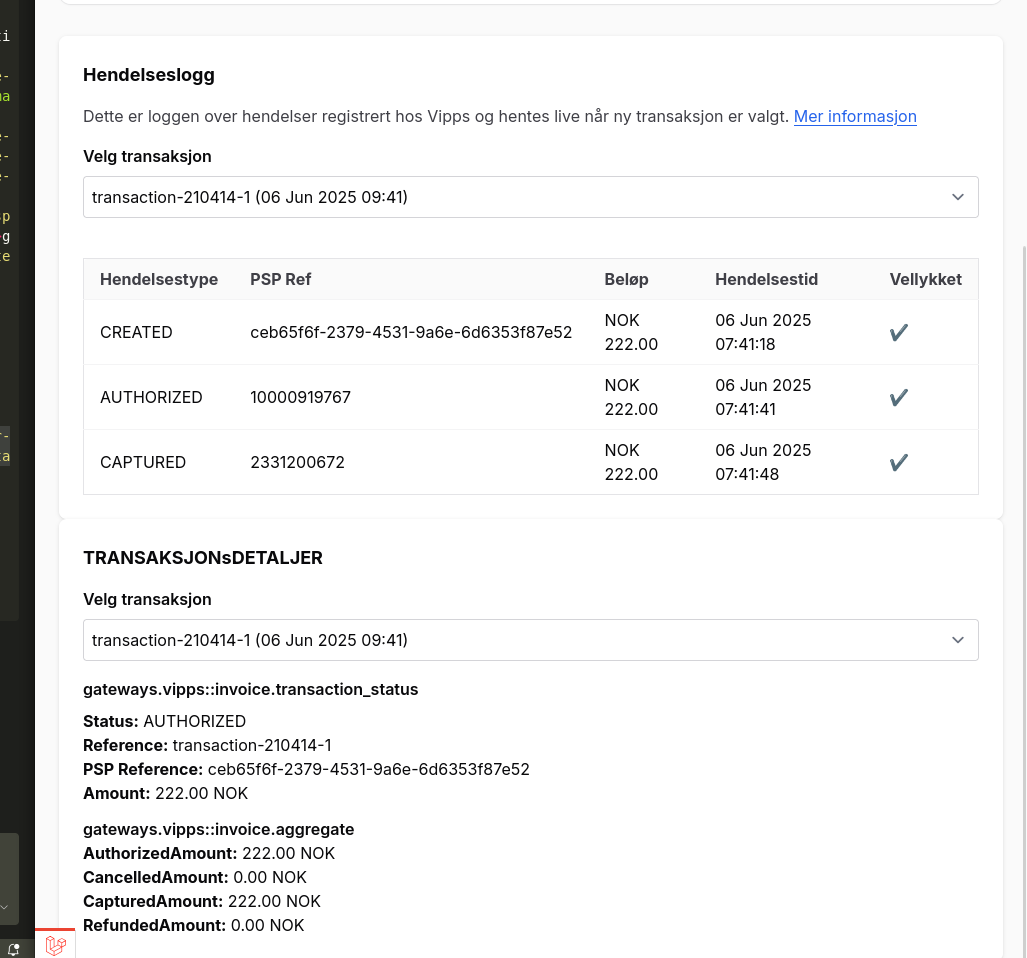 ti
e-
na
e-
e-
e-
sp
g
te
r-
ta
Hendelseslogg
Dette er loggen over hendelser registrert hos Vipps og hentes live når ny transaksjon er valgt. Mer informasjon
Velg transaksjon
transaction-210414-1 (06 Jun 2025 09:41)
Hendelsestype PSP Ref Beløp Hendelsestid Vellykket
CREATED ceb65f6f-2379-4531-9a6e-6d6353f87e52 NOK 222.00 06 Jun 2025 07:41:18 ✔
AUTHORIZED 10000919767 NOK 222.00 06 Jun 2025 07:41:41 ✔
CAPTURED 2331200672 NOK 222.00 06 Jun 2025 07:41:48 ✔
TRANSAKSJONsDETALJER
Velg transaksjon
transaction-210414-1 (06 Jun 2025 09:41)
gateways.vipps::invoice.transaction_status
Status: AUTHORIZED
Reference: transaction-210414-1
PSP Reference: ceb65f6f-2379-4531-9a6e-6d6353f87e52
Amount: 222.00 NOK
gateways.vipps::invoice.aggregate
AuthorizedAmount: 222.00 NOK
CancelledAmount: 0.00 NOK
CapturedAmount: 222.00 NOK
RefundedAmount: 0.00 NOK